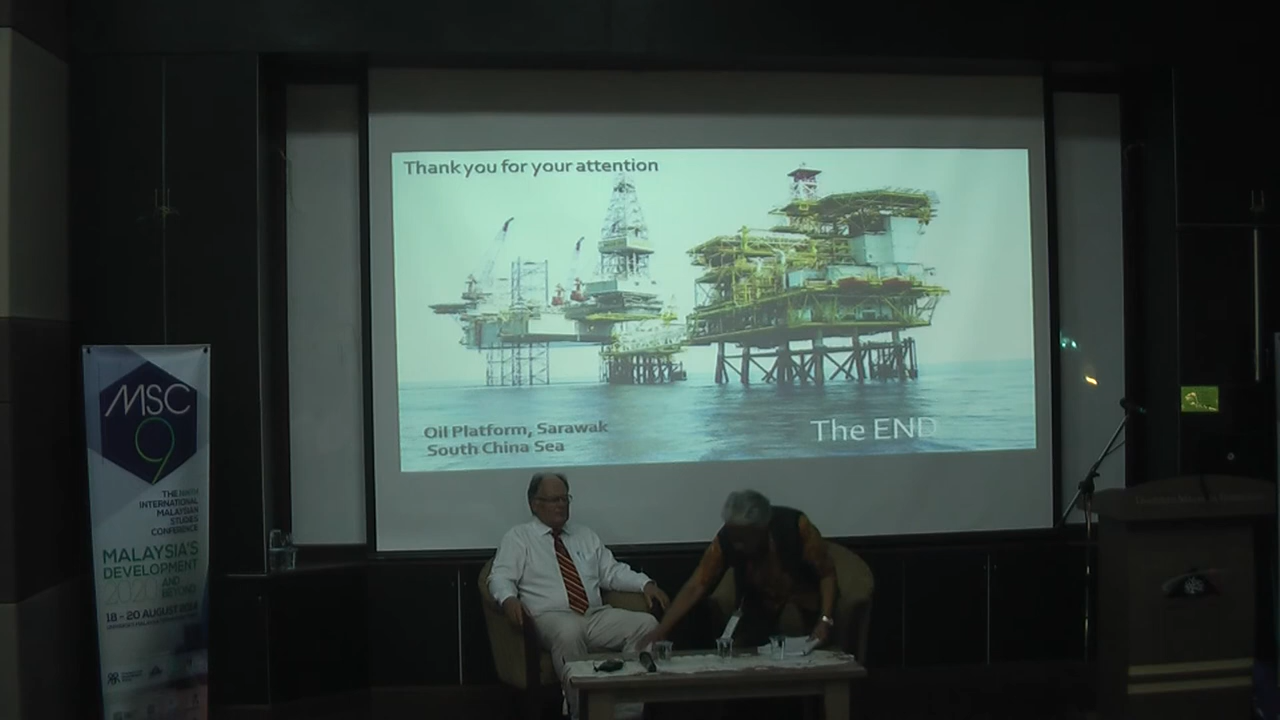 Thank you for your attention
Oil Platform, Sarawak
South China Sea
The END
MSC
9
THE NINTH
INTERNATIONAL
MALAYSIAN
STUDIES
CONFERENCE
MALAYSIA'S
DEVELOPMENT
2020 AND
BEYOND
18 - 20 AUGUST 2014